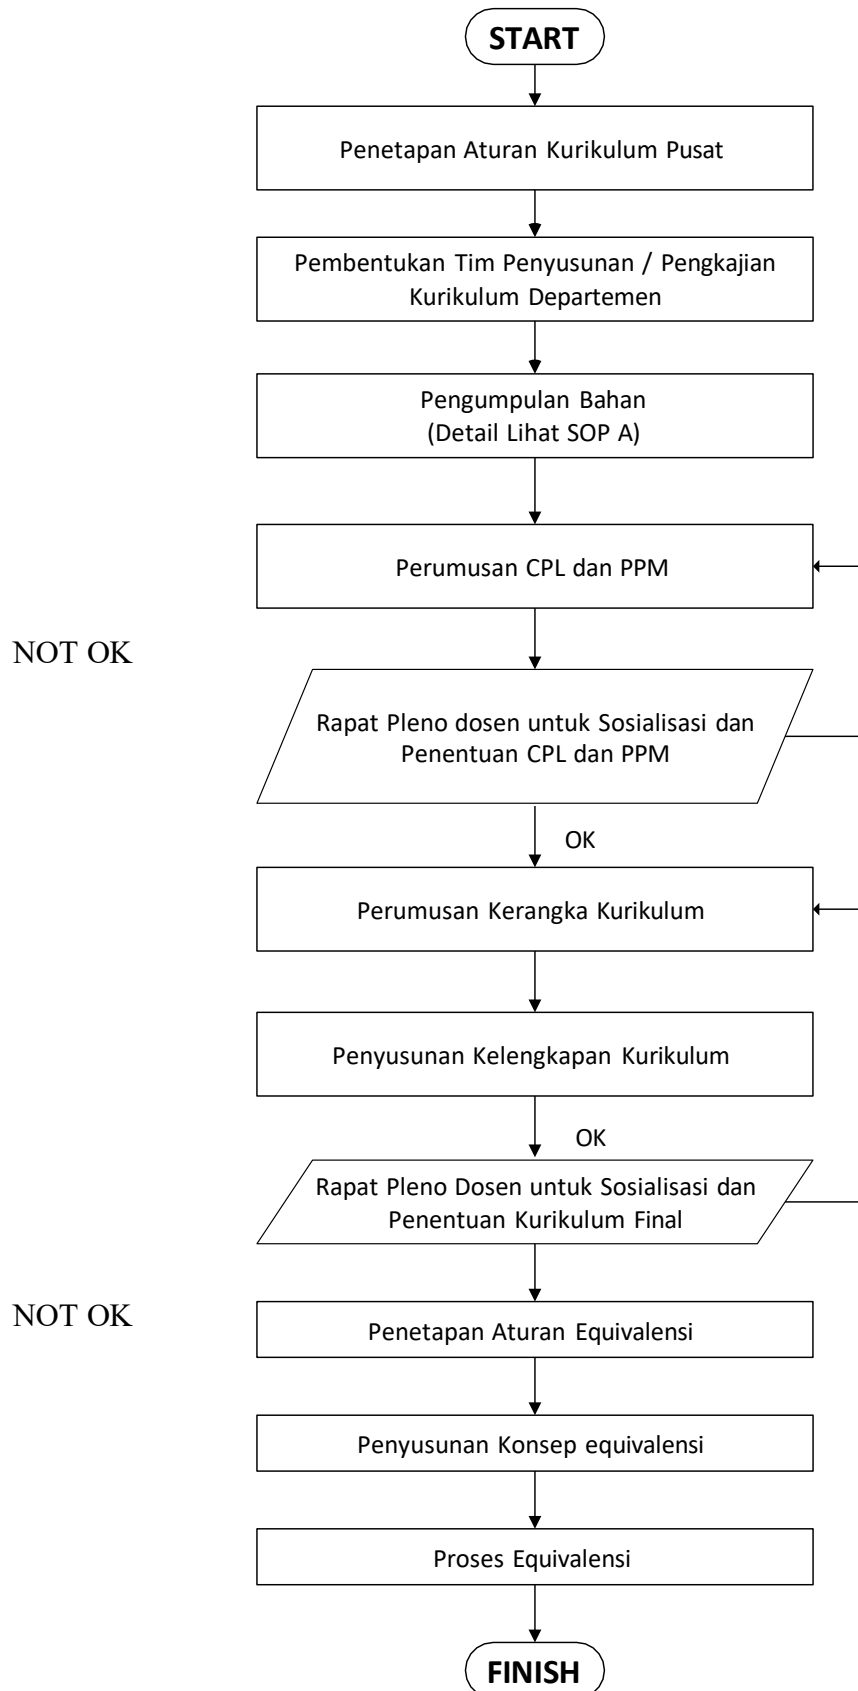 START
Penetapan Aturan Kurikulum Pusat
Pembentukan Tim Penyusunan / Pengkajian
Kurikulum Departemen
Pengumpulan Bahan
(Detail Lihat SOP A)
Perumusan CPL dan PPM
NOT OK
Rapat Pleno dosen untuk Sosialisasi dan
Penentuan CPL dan PPM
OK
Perumusan Kerangka Kurikulum
Penyusunan Kelengkapan Kurikulum
OK
Rapat Pleno Dosen untuk Sosialisasi dan
Penentuan Kurikulum Final
NOT OK
Penetapan Aturan Equivalensi
Penyusunan Konsep equivalensi
Proses Equivalensi
FINISH